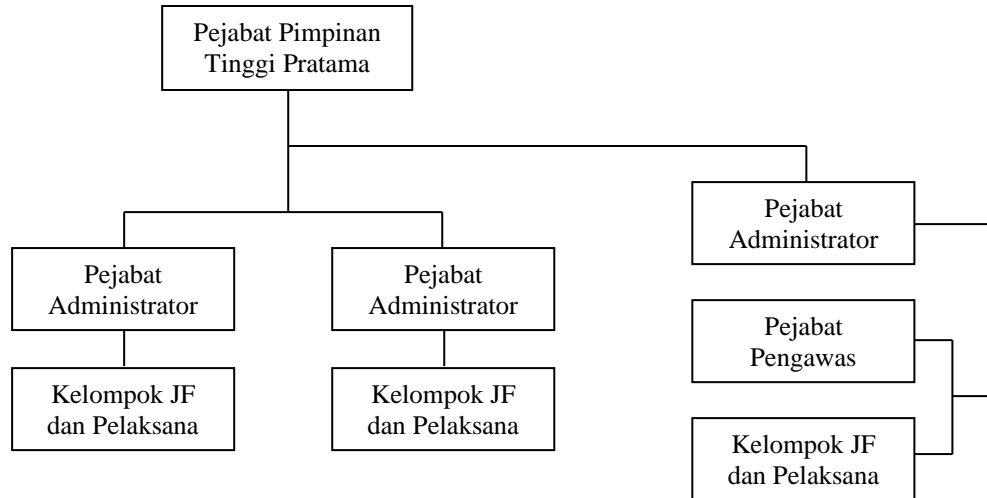 Pejabat Pimpinan
Tinggi Pratama
Pejabat
Administrator
Pejabat
Administrator
Pejabat
Administrator
Pejabat
Pengawas
Kelompok JF
dan Pelaksana
Kelompok JF
dan Pelaksana
Kelompok JF
dan Pelaksana